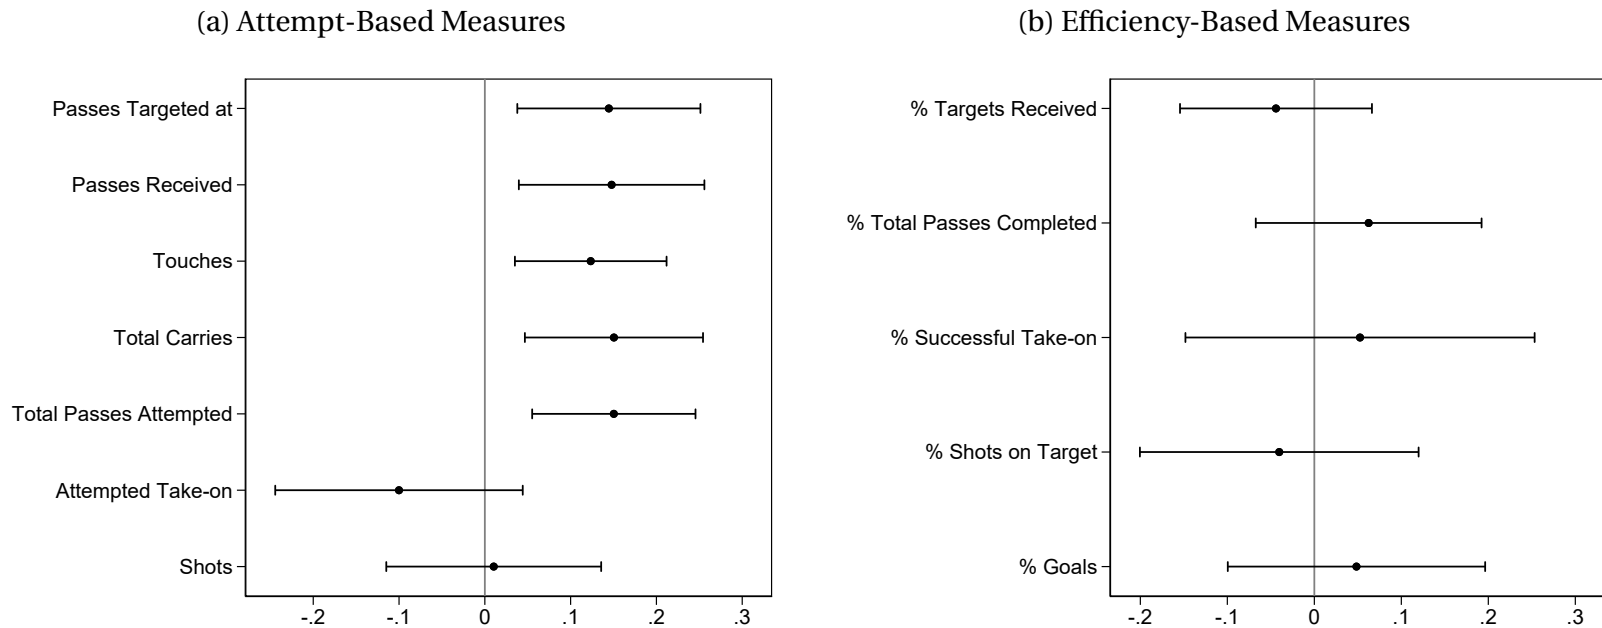 (a) Attempt-Based Measures
Passes Targeted at
Passes Received
Touches
Total Carries
Total Passes Attempted
Attempted Take-on
Shots
-.2 -.1 0 .1 .2 .3
(b) Efficiency-Based Measures
% Targets Received
% Total Passes Completed
% Successful Take-on
% Shots on Target
% Goals
-.2 -.1 0 .1 .2 .3